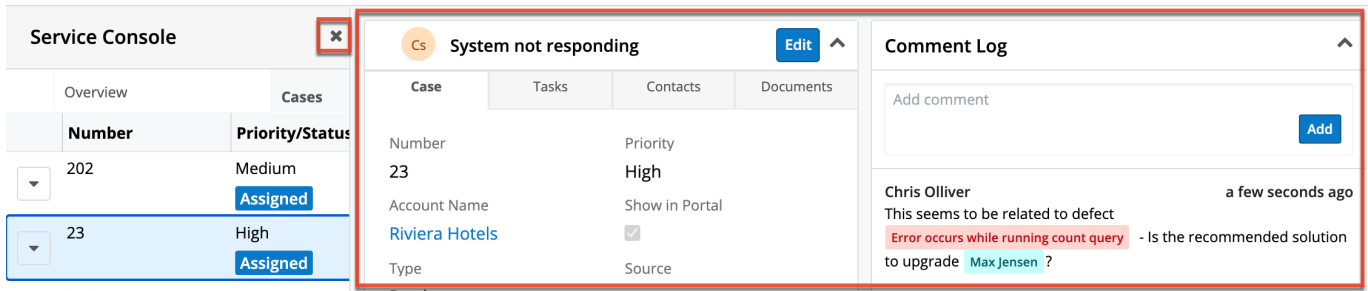 Service Console
Overview
Cases
Number
Priority/Status
202
Medium
Assigned
23
High
Assigned
Cs
System not responding
Edit
Case
Tasks
Contacts
Documents
Number
Priority
23
High
Account Name
Show in Portal
Riviera Hotels
Type
Source
Comment Log
Add comment
Add
Chris Olliver
a few seconds ago
This seems to be related to defect
Error occurs while running count query - Is the recommended solution
to upgrade Max Jensen ?